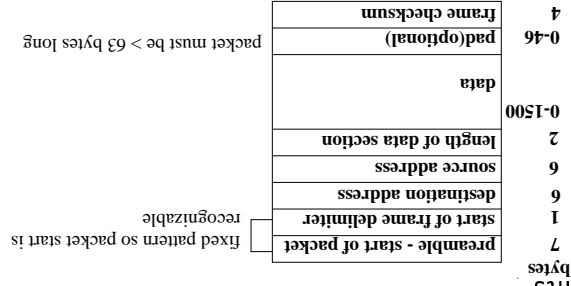 bytes
7 preamble - start of packet
1 start of frame delimiter
fixed pattern so packet start is
recognizable
6 destination address
6 source address
2 length of data section
0-1500
data
0-46 pad(optional)
packet must be > 63 bytes long
4 frame checksum